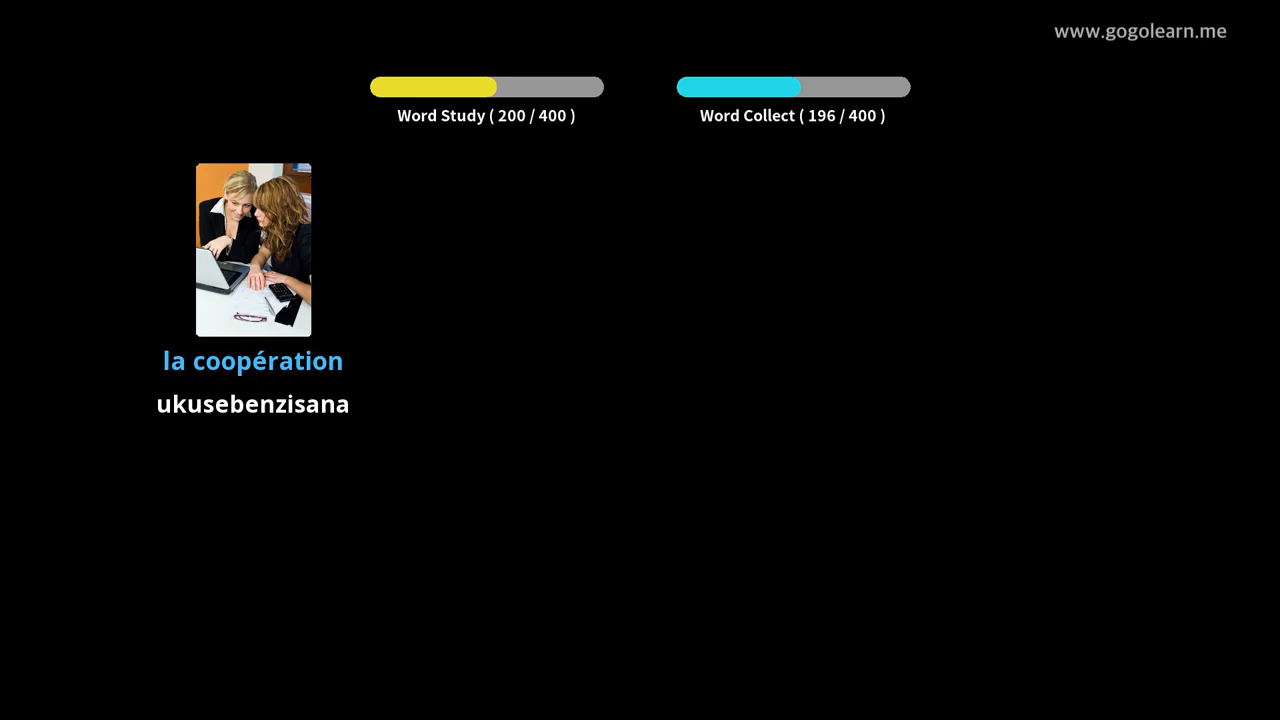 www.gogolearn.me
Word Study ( 200 / 400 )
Word Collect ( 196 / 400 )
la coopération
ukusebenzisana